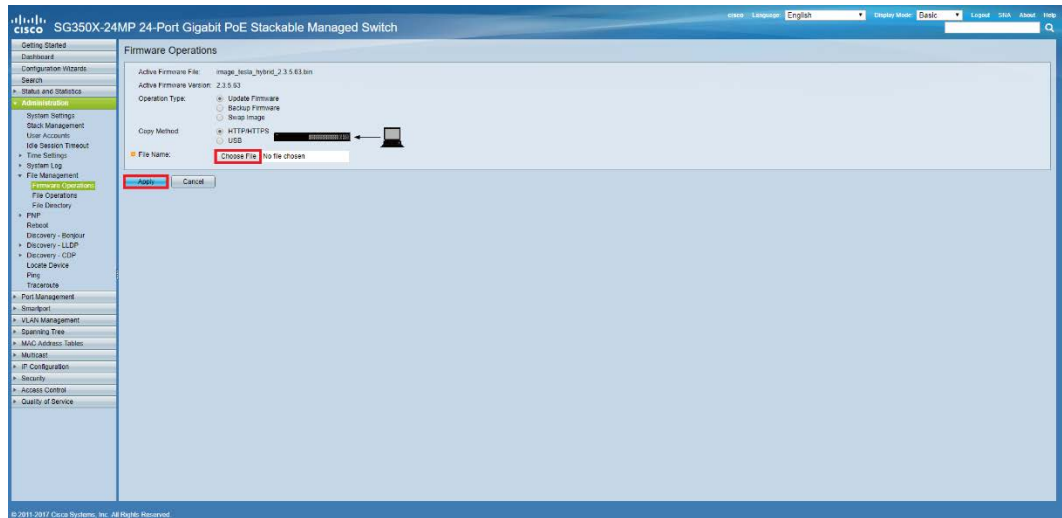 cisco Language: English Display Mode: Basic Logout SNA About Help
cisco SG350X-24MP 24-Port Gigabit PoE Stackable Managed Switch
Getting Started
Dashboard
Configuration Wizards
Search
Status and Statistics
Administration
System Settings
Stack Management
User Accounts
Idle Session Timeout
Time Settings
System Log
File Management
Firmware Operations
File Operations
File Directory
PNP
Reboot
Discovery - Bonjour
Discovery - LLDP
Discovery - CDP
Locate Device
Ping
Traceroute
Port Management
Smartport
VLAN Management
Spanning Tree
MAC Address Tables
Multicast
IP Configuration
Security
Access Control
Quality of Service
Firmware Operations
Active Firmware File: image_tesla_hybrid_2.3.5.63.bin
Active Firmware Version: 2.3.5.63
Operation Type: Update Firmware
Backup Firmware
Swap Image
Copy Method: HTTP/HTTPS
USB
File Name: Choose File No file chosen
Apply Cancel
© 2011-2017 Cisco Systems, Inc. All Rights Reserved.